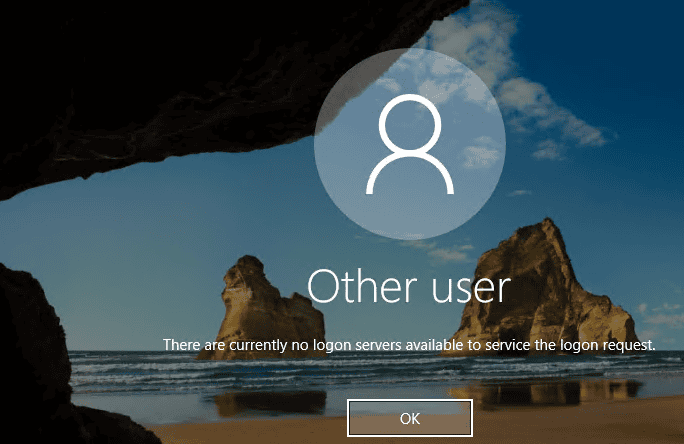 Other user
There are currently no logon servers available to service the logon request.
OK